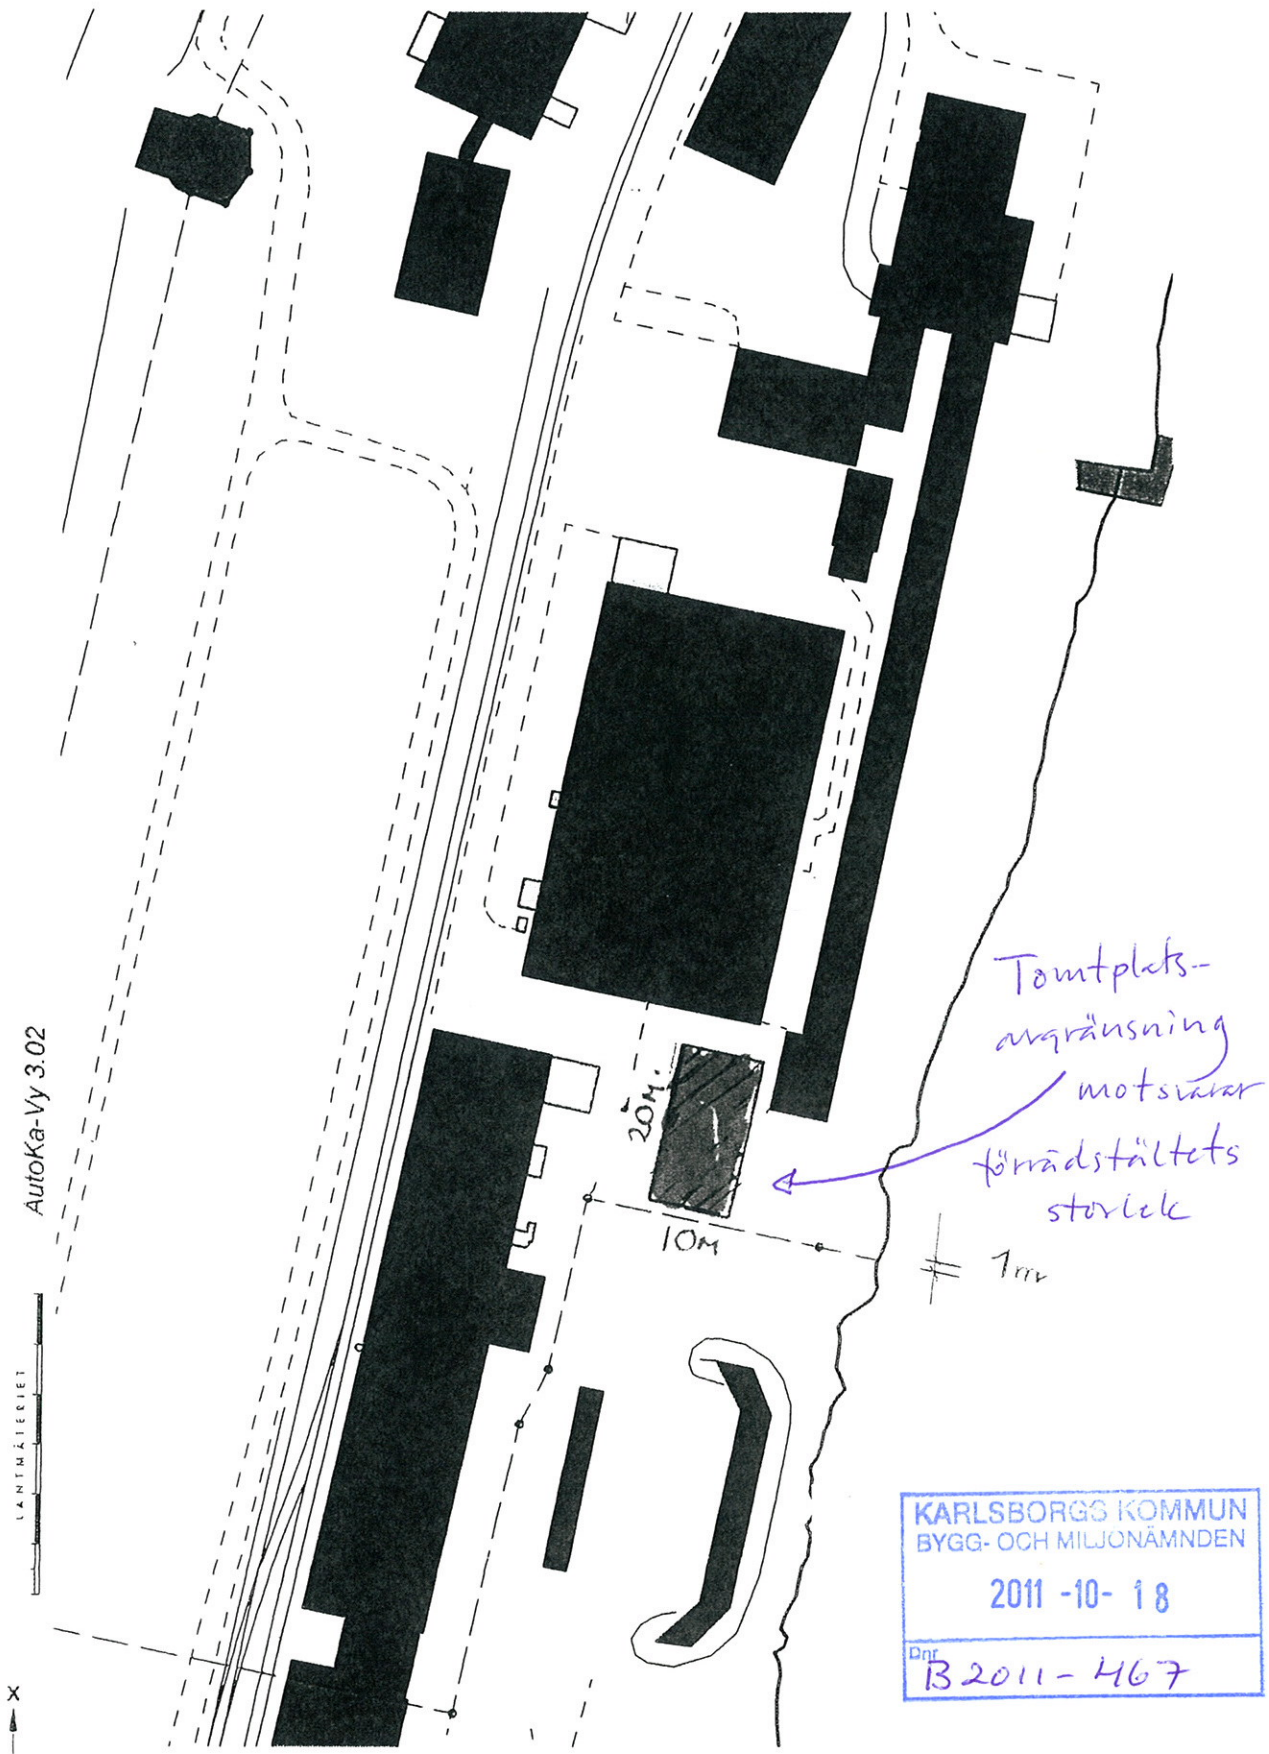 AutoKa-Vy 3.02
LANTMÄTERIET
X
20M.
10M
Tomtplats-
avgränsning
motsvarar
förrådstältets
storlek
1m
KARLSBORGS KOMMUN
BYGG- OCH MILJÖNÄMNDEN
2011 -10- 18
Dnr
B 2011 - 467